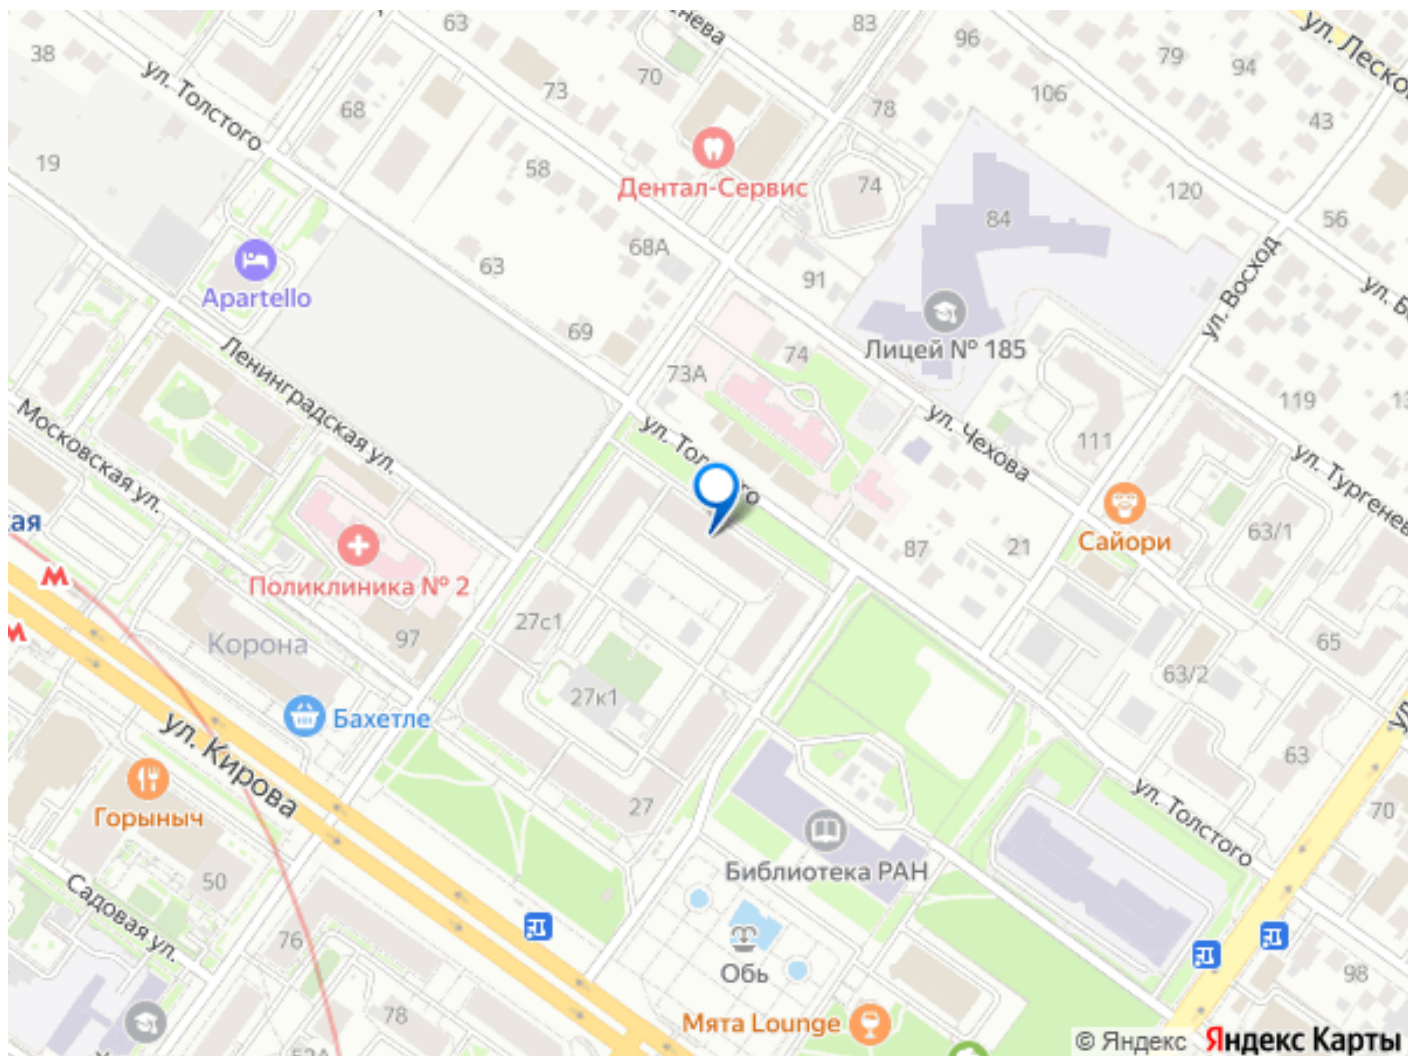 63
83
96
ул. Леско
38
79
94
73
70
78
106
43
ул. Толстого
68
Дентал-Сервис
19
58
74
120
84
56
68А
63
91
ул. Восход
Apartello
69
74
Лицей № 185
73А
119
Ленинградская ул.
Московская ул.
ул. Чехова
111
ул. Тургенев
Сайори
63/1
87
21
Поликлиника № 2
27с1
97
Корона
65
63/2
27к1
Бахетле
63
ул. Кирова
27
ул. Толстого
70
Горыныч
Библиотека РАН
50
Садовая ул.
76
Обь
98
78
Мята Lounge
© Яндекс Яндекс Карты